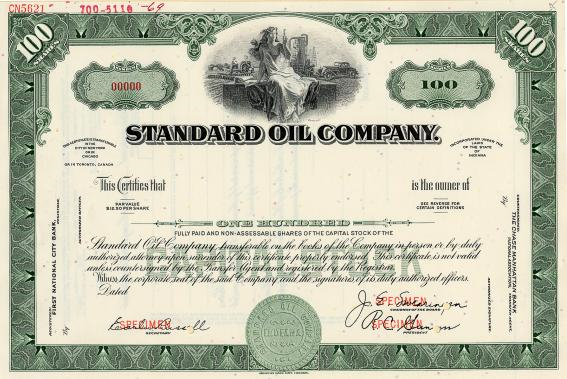 CN5621 700-5110 -69
100 SHARES
100 SHARES
00000
100
STANDARD OIL COMPANY.
THIS CERTIFICATE IS TRANSFERABLE
IN THE
CITY OF NEW YORK
OR IN
CHICAGO
OR IN TORONTO, CANADA
INCORPORATED UNDER THE
LAWS
OF THE STATE
OF
INDIANA
This Certifies that
is the owner of
PAR VALUE
$12.50 PER SHARE
SEE REVERSE FOR
CERTAIN DEFINITIONS
ONE HUNDRED
FULLY PAID AND NON-ASSESSABLE SHARES OF THE CAPITAL STOCK OF THE
Standard Oil Company, transferable on the books of the Company in person or by duly
authorized attorney upon surrender of this certificate properly endorsed. This certificate is not valid
unless countersigned by the Transfer Agent and registered by the Registrar.
Witness the corporate seal of the said Company and the signatures of its duly authorized officers.
Dated
SPECIMEN
SECRETARY
SPECIMEN
CHAIRMAN OF THE BOARD
SPECIMEN
PRESIDENT
FIRST NATIONAL CITY BANK,
By
THE CHASE MANHATTAN BANK
By